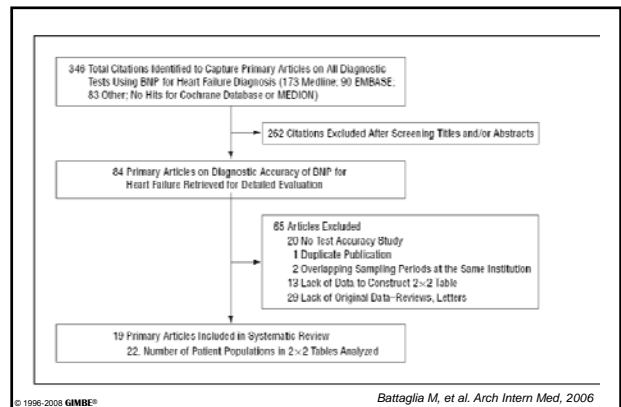 346 Total Citations Identified to Capture Primary Articles on All Diagnostic
Tests Using BNP for Heart Failure Diagnosis (173 Medline; 90 EMBASE;
83 Other; No Hits for Cochrane Database or MEDION)
262 Citations Excluded After Screening Titles and/or Abstracts
84 Primary Articles on Diagnostic Accuracy of BNP for
Heart Failure Retrieved for Detailed Evaluation
65 Articles Excluded
20 No Test Accuracy Study
1 Duplicate Publication
2 Overlapping Sampling Periods at the Same Institution
13 Lack of Data to Construct 2×2 Table
29 Lack of Original Data–Reviews, Letters
19 Primary Articles Included in Systematic Review
22. Number of Patient Populations in 2×2 Tables Analyzed
© 1996-2008 GIMBE®
Battaglia M, et al. Arch Intern Med, 2006